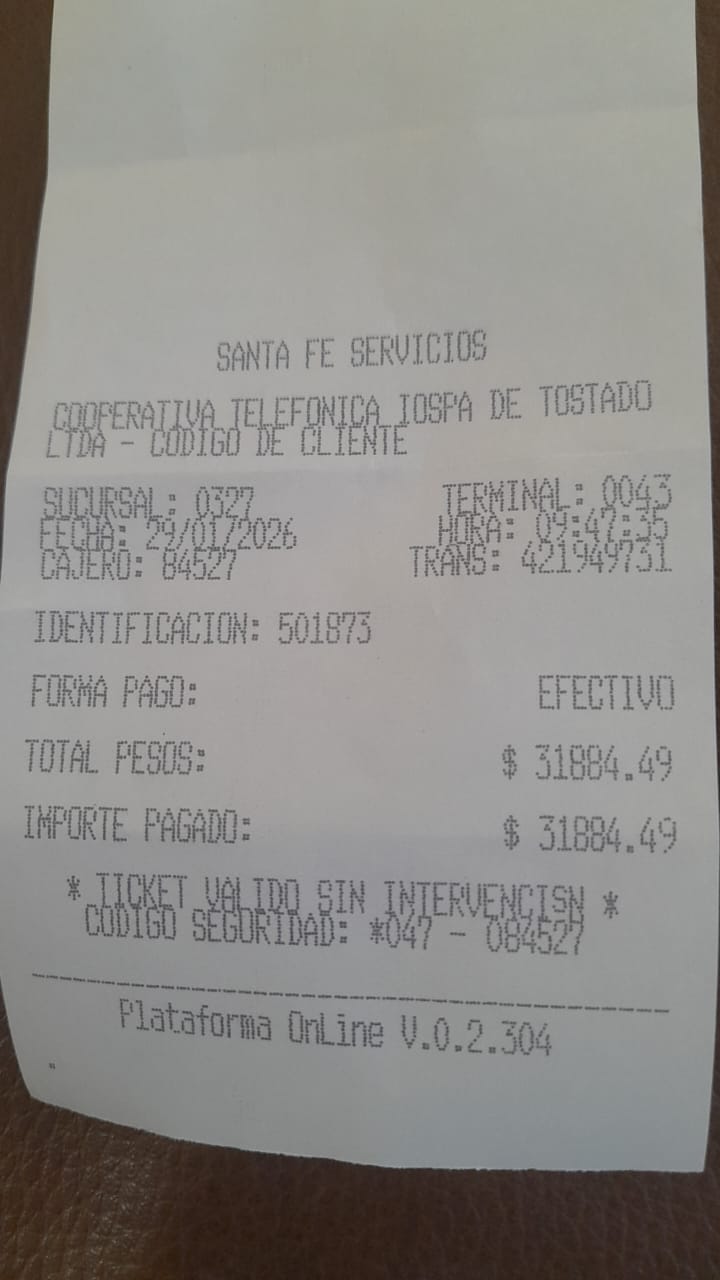 SANTA FE SERVICIOS
COOPERATIVA TELEFONICA IOSPA DE TOSTADO
LTDA - CODIGO DE CLIENTE
SUCURSAL: 0327 TERMINAL: 0043
FECHA: 29/01/2026 HORA: 09:47:35
CAJERO: 84527 TRANS: 421949731
IDENTIFICACION: 501873
FORMA PAGO: EFECTIVO
TOTAL PESOS: $ 31884.49
IMPORTE PAGADO: $ 31884.49
* TICKET VALIDO SIN INTERVENCISN *
CODIGO SEGURIDAD: *047 - 084527
Plataforma OnLine V.0.2.304